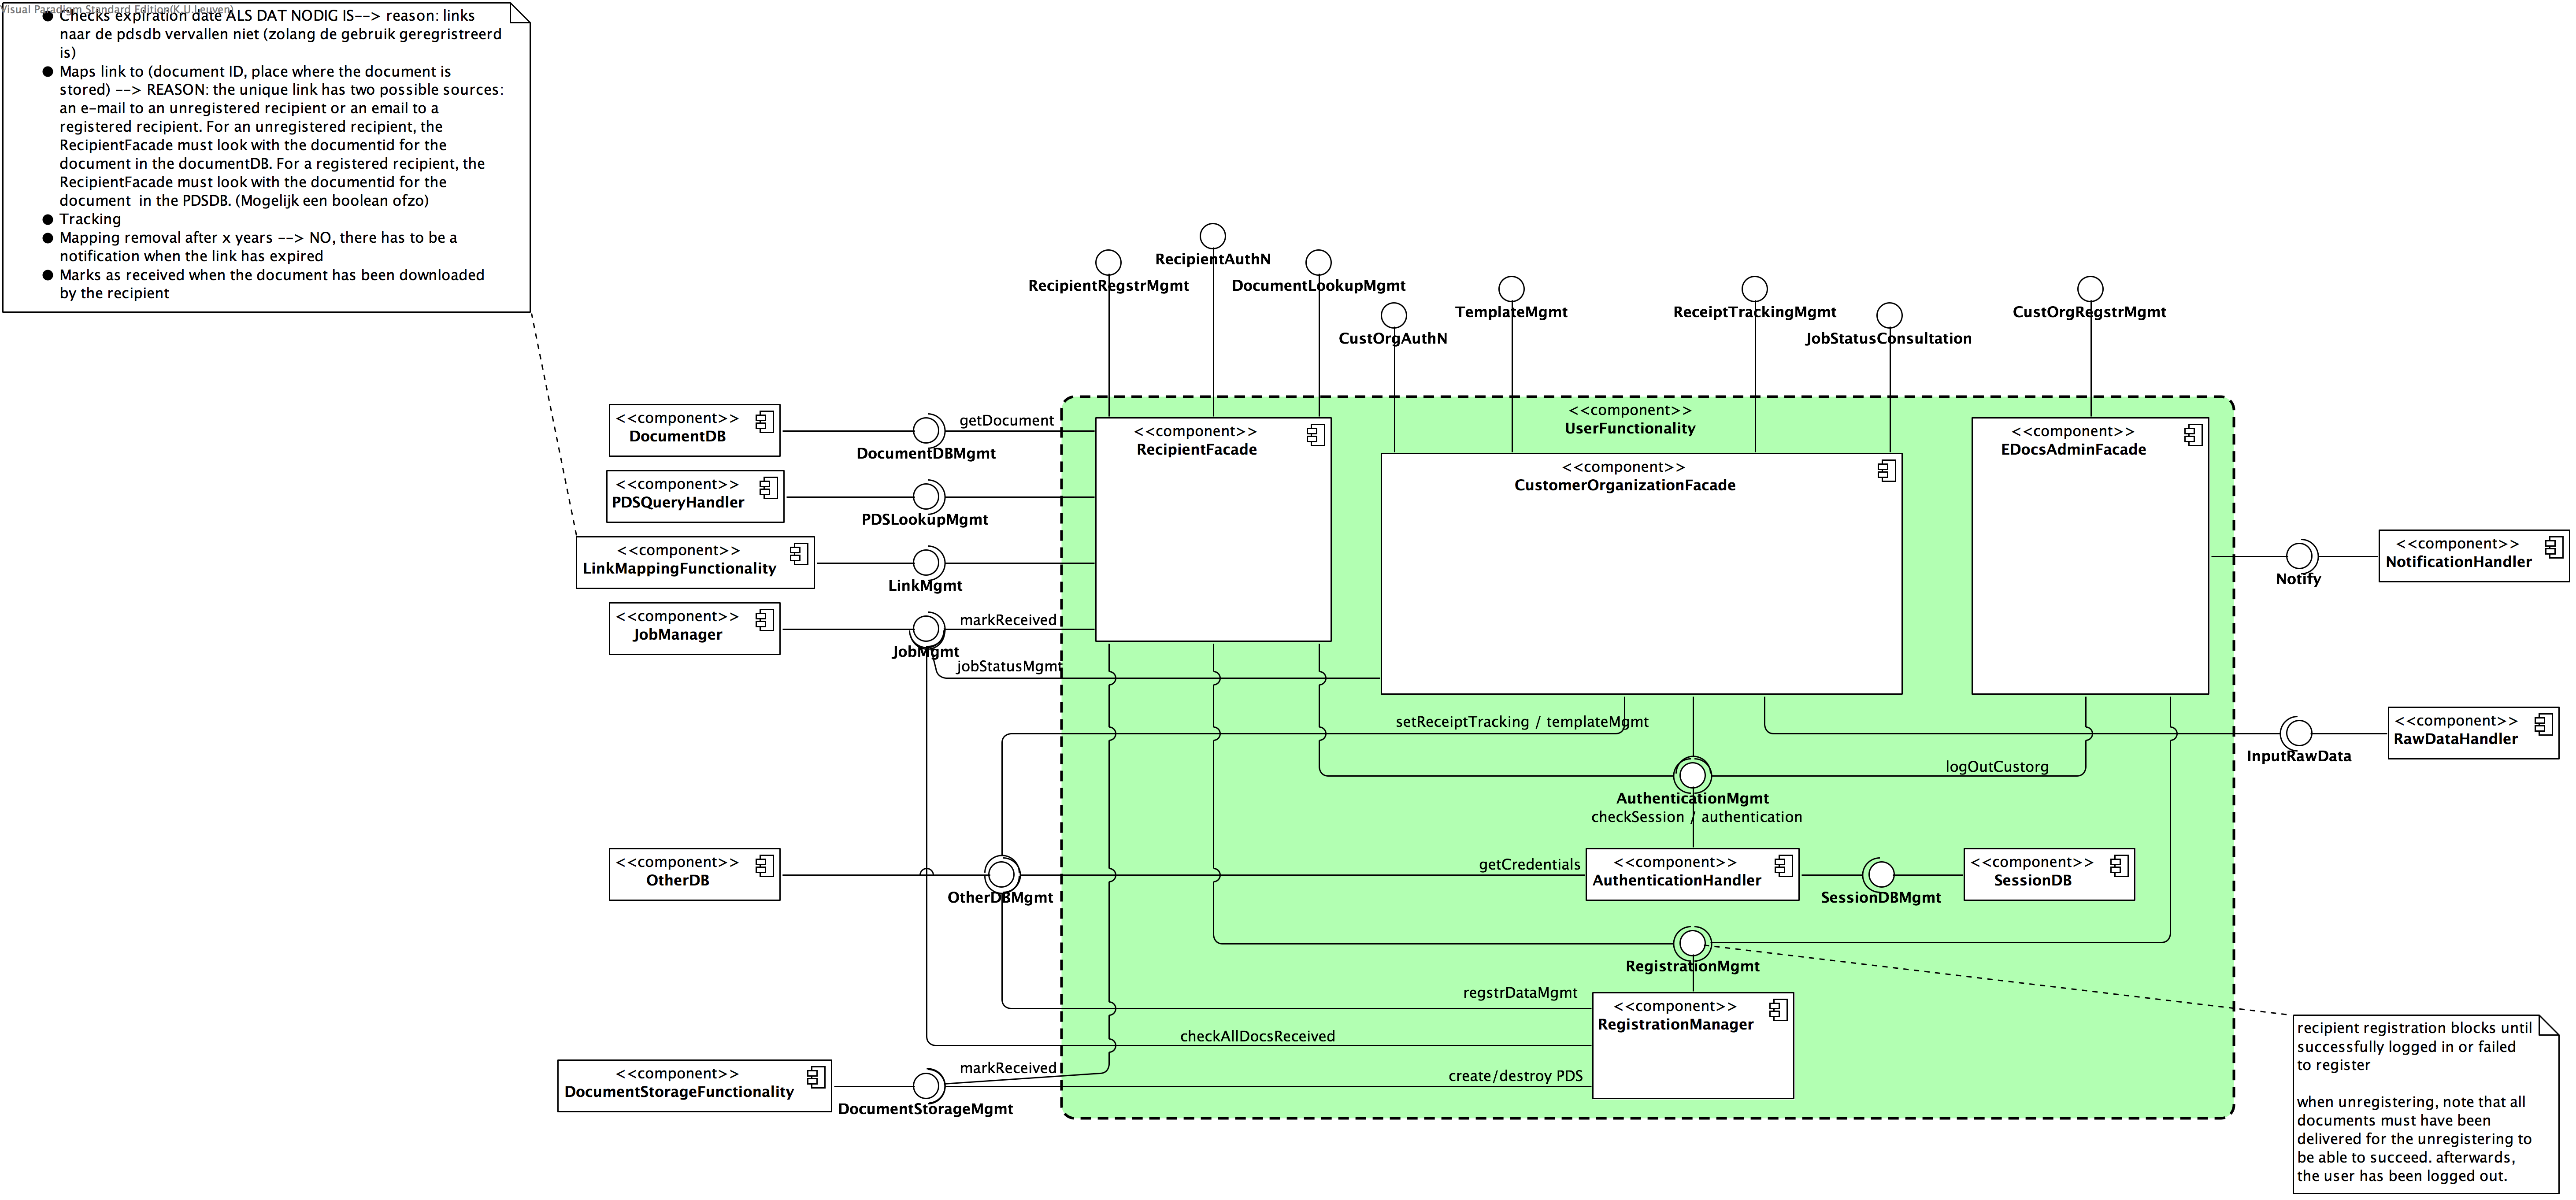 Visual Paradigm Standard Edition(K.U.Leuven)
● Checks expiration date ALS DAT NODIG IS--> reason: links
naar de pdsdb vervallen niet (zolang de gebruik geregristreerd
is)
● Maps link to (document ID, place where the document is
stored) --> REASON: the unique link has two possible sources:
an e-mail to an unregistered recipient or an email to a
registered recipient. For an unregistered recipient, the
RecipientFacade must look with the documentid for the
document in the documentDB. For a registered recipient, the
RecipientFacade must look with the documentid for the
document in the PDSDB. (Mogelijk een boolean ofzo)
● Tracking
● Mapping removal after x years --> NO, there has to be a
notification when the link has expired
● Marks as received when the document has been downloaded
by the recipient
RecipientAuthN
RecipientRegstrMgmt
DocumentLookupMgmt
TemplateMgmt
ReceiptTrackingMgmt
CustOrgRegstrMgmt
CustOrgAuthN
JobStatusConsultation
<<component>>
UserFunctionality
<<component>>
DocumentDB
getDocument
DocumentDBMgmt
<<component>>
RecipientFacade
<<component>>
CustomerOrganizationFacade
<<component>>
EDocsAdminFacade
<<component>>
PDSQueryHandler
PDSLookupMgmt
<<component>>
LinkMappingFunctionality
LinkMgmt
Notify
<<component>>
NotificationHandler
<<component>>
JobManager
markReceived
JobMgmt
jobStatusMgmt
setReceiptTracking / templateMgmt
InputRawData
<<component>>
RawDataHandler
logOutCustorg
AuthenticationMgmt
checkSession / authentication
<<component>>
OtherDB
OtherDBMgmt
getCredentials
<<component>>
AuthenticationHandler
SessionDBMgmt
<<component>>
SessionDB
RegistrationMgmt
regstrDataMgmt
<<component>>
RegistrationManager
checkAllDocsReceived
<<component>>
DocumentStorageFunctionality
markReceived
create/destroy PDS
DocumentStorageMgmt
recipient registration blocks until
successfully logged in or failed
to register
when unregistering, note that all
documents must have been
delivered for the unregistering to
be able to succeed. afterwards,
the user has been logged out.